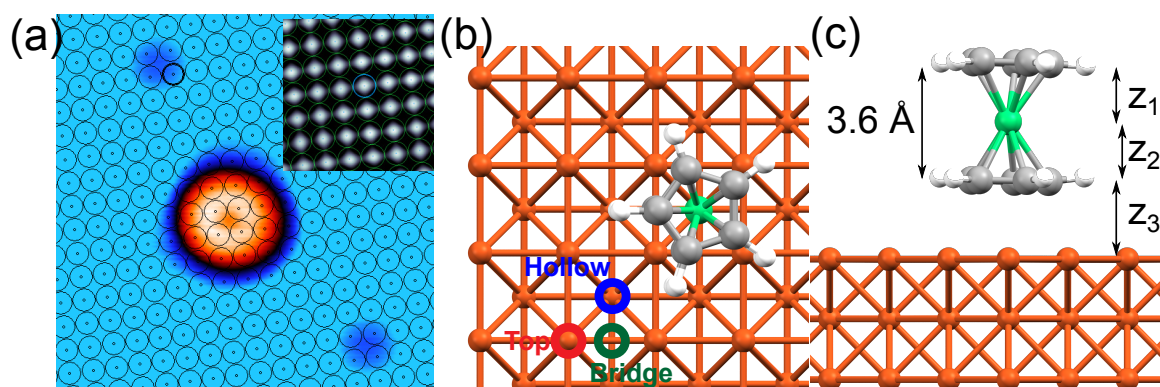 (a)
(b)
Hollow
Top
Bridge
(c)
3.6 Å
z₁
z₂
z₃